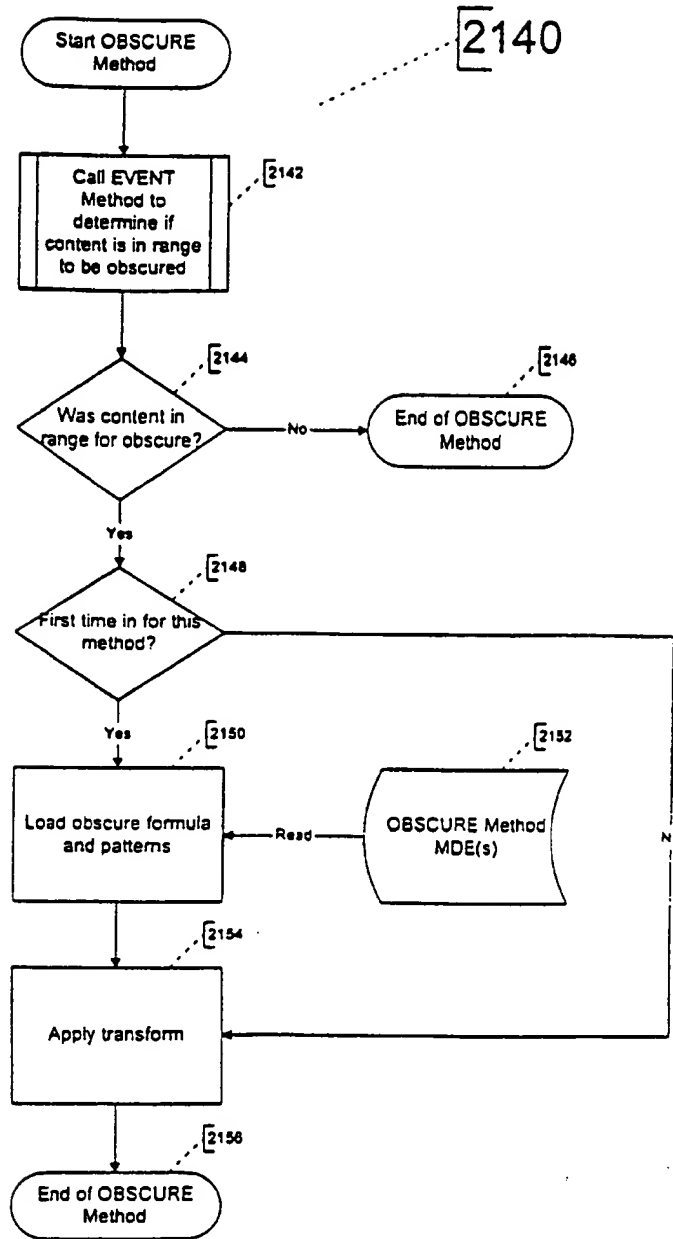 2140
Start OBSCURE
Method
2142
Call EVENT
Method to
determine if
content is in range
to be obscured
2144
Was content in
range for obscure?
No
2146
End of OBSCURE
Method
Yes
2148
First time in for this
method?
Yes
2150
Load obscure formula
and patterns
Read
2152
OBSCURE Method
MDE(s)
N
2154
Apply transform
2156
End of OBSCURE
Method